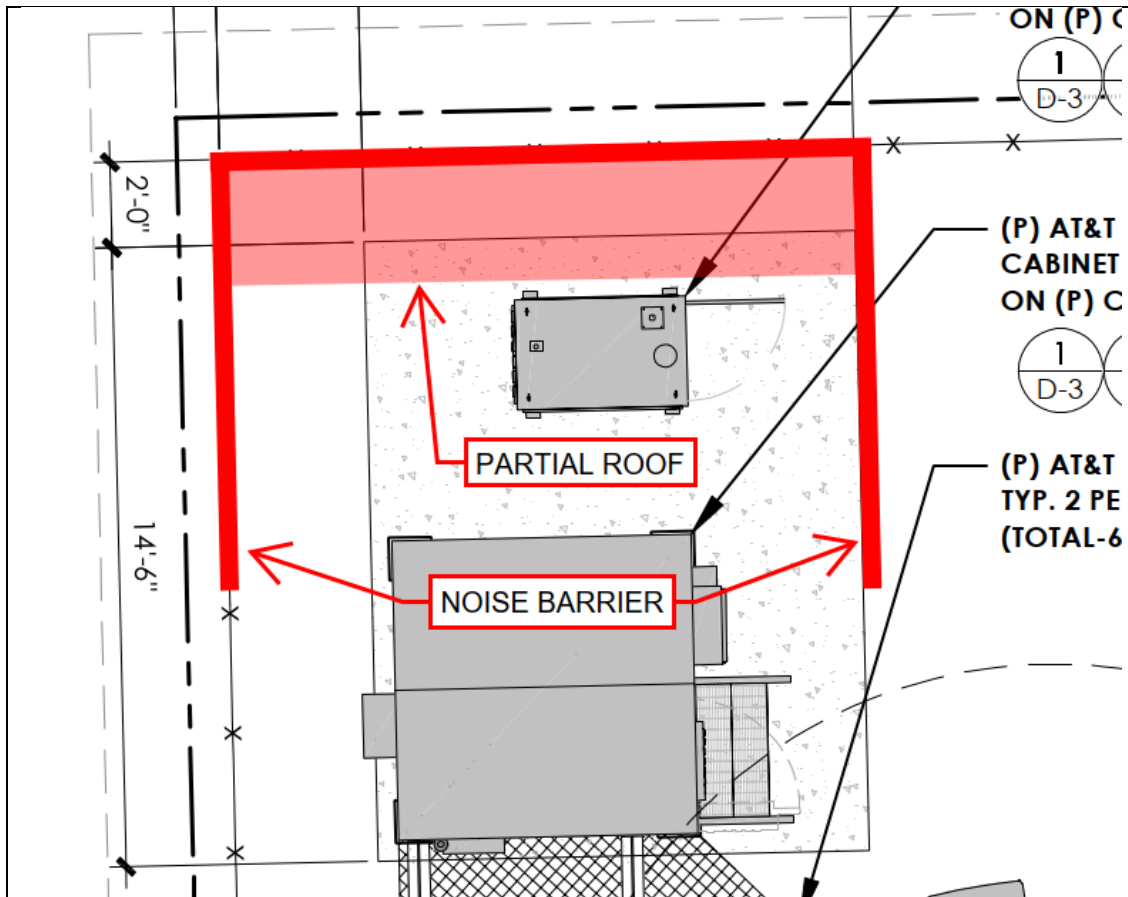 ON (P) C
1
D-3
2'-0"
(P) AT&T
CABINET
ON (P) C
1
D-3
PARTIAL ROOF
(P) AT&T
TYP. 2 PE
(TOTAL-6
14'-6"
NOISE BARRIER